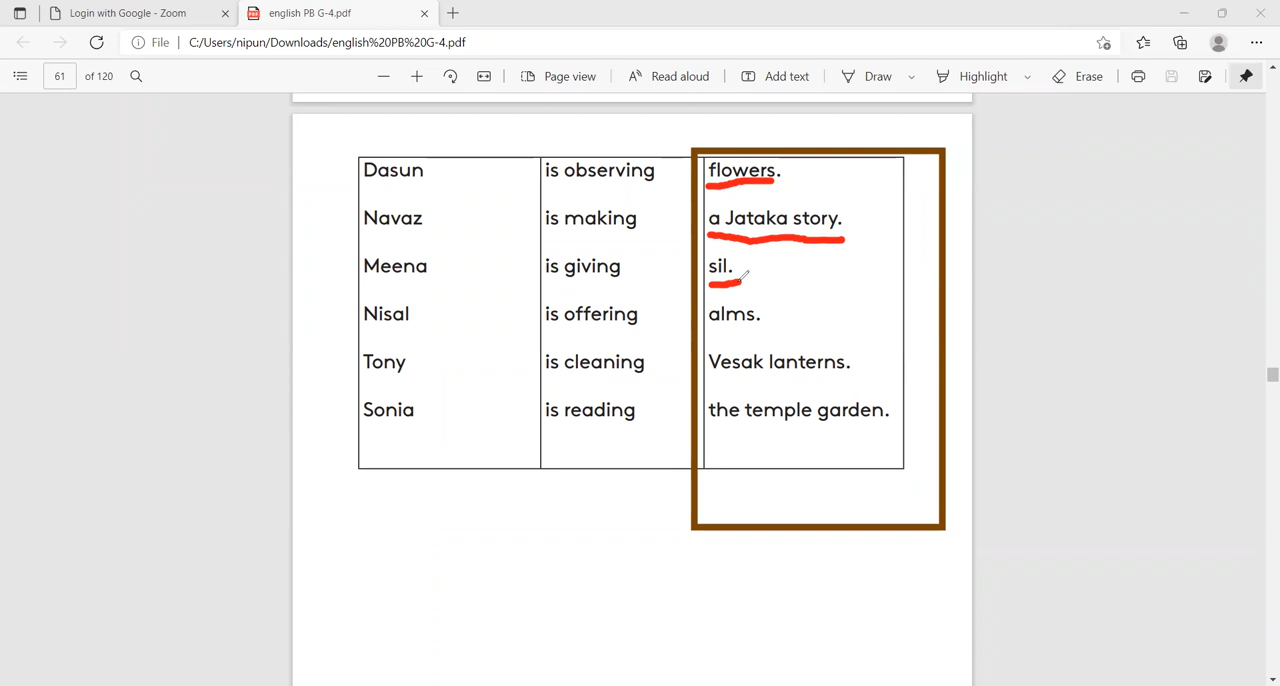 Login with Google - Zoom
english PB G-4.pdf
File | C:/Users/nipun/Downloads/english%20PB%20G-4.pdf
61 of 120 Page view Read aloud Add text Draw Highlight Erase
Dasun is observing flowers.
Navaz is making a Jataka story.
Meena is giving sil.
Nisal is offering alms.
Tony is cleaning Vesak lanterns.
Sonia is reading the temple garden.